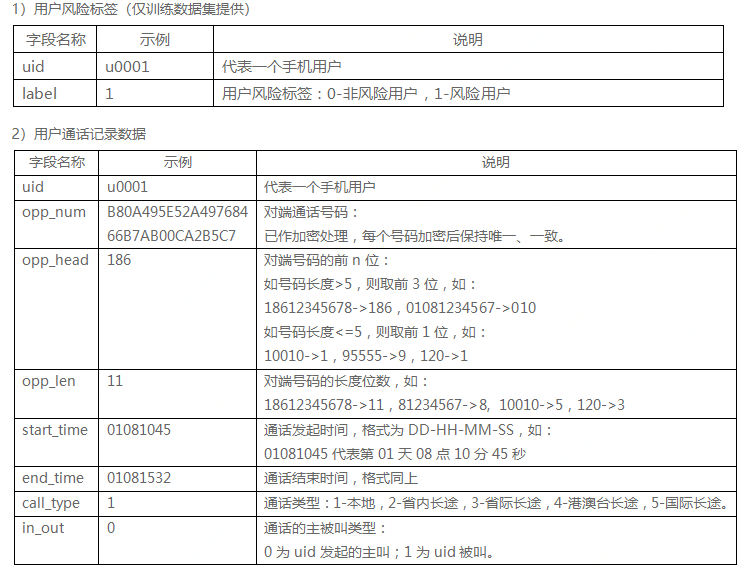 1）用户风险标签（仅训练数据集提供）
字段名称 示例 说明
uid u0001 代表一个手机用户
label 1 用户风险标签：0-非风险用户，1-风险用户
2）用户通话记录数据
字段名称 示例 说明
uid u0001 代表一个手机用户
opp_num B80A495E52A497684 对端通话号码：
66B7AB00CA2B5C7 已作加密处理，每个号码加密后保持唯一、一致。
opp_head 186 对端号码的前 n 位：
如号码长度>5，则取前 3 位，如：
18612345678->186，01081234567->010
如号码长度<=5，则取前 1 位，如：
10010->1，95555->9，120->1
opp_len 11 对端号码的长度位数，如：
18612345678->11，81234567->8，10010->5，120->3
start_time 01081045 通话发起时间，格式为 DD-HH-MM-SS，如：
01081045 代表第 01 天 08 点 10 分 45 秒
end_time 01081532 通话结束时间，格式同上
call_type 1 通话类型：1-本地，2-省内长途，3-省际长途，4-港澳台长途，5-国际长途。
in_out 0 通话的主被叫类型：
0 为 uid 发起的主叫；1 为 uid 被叫。